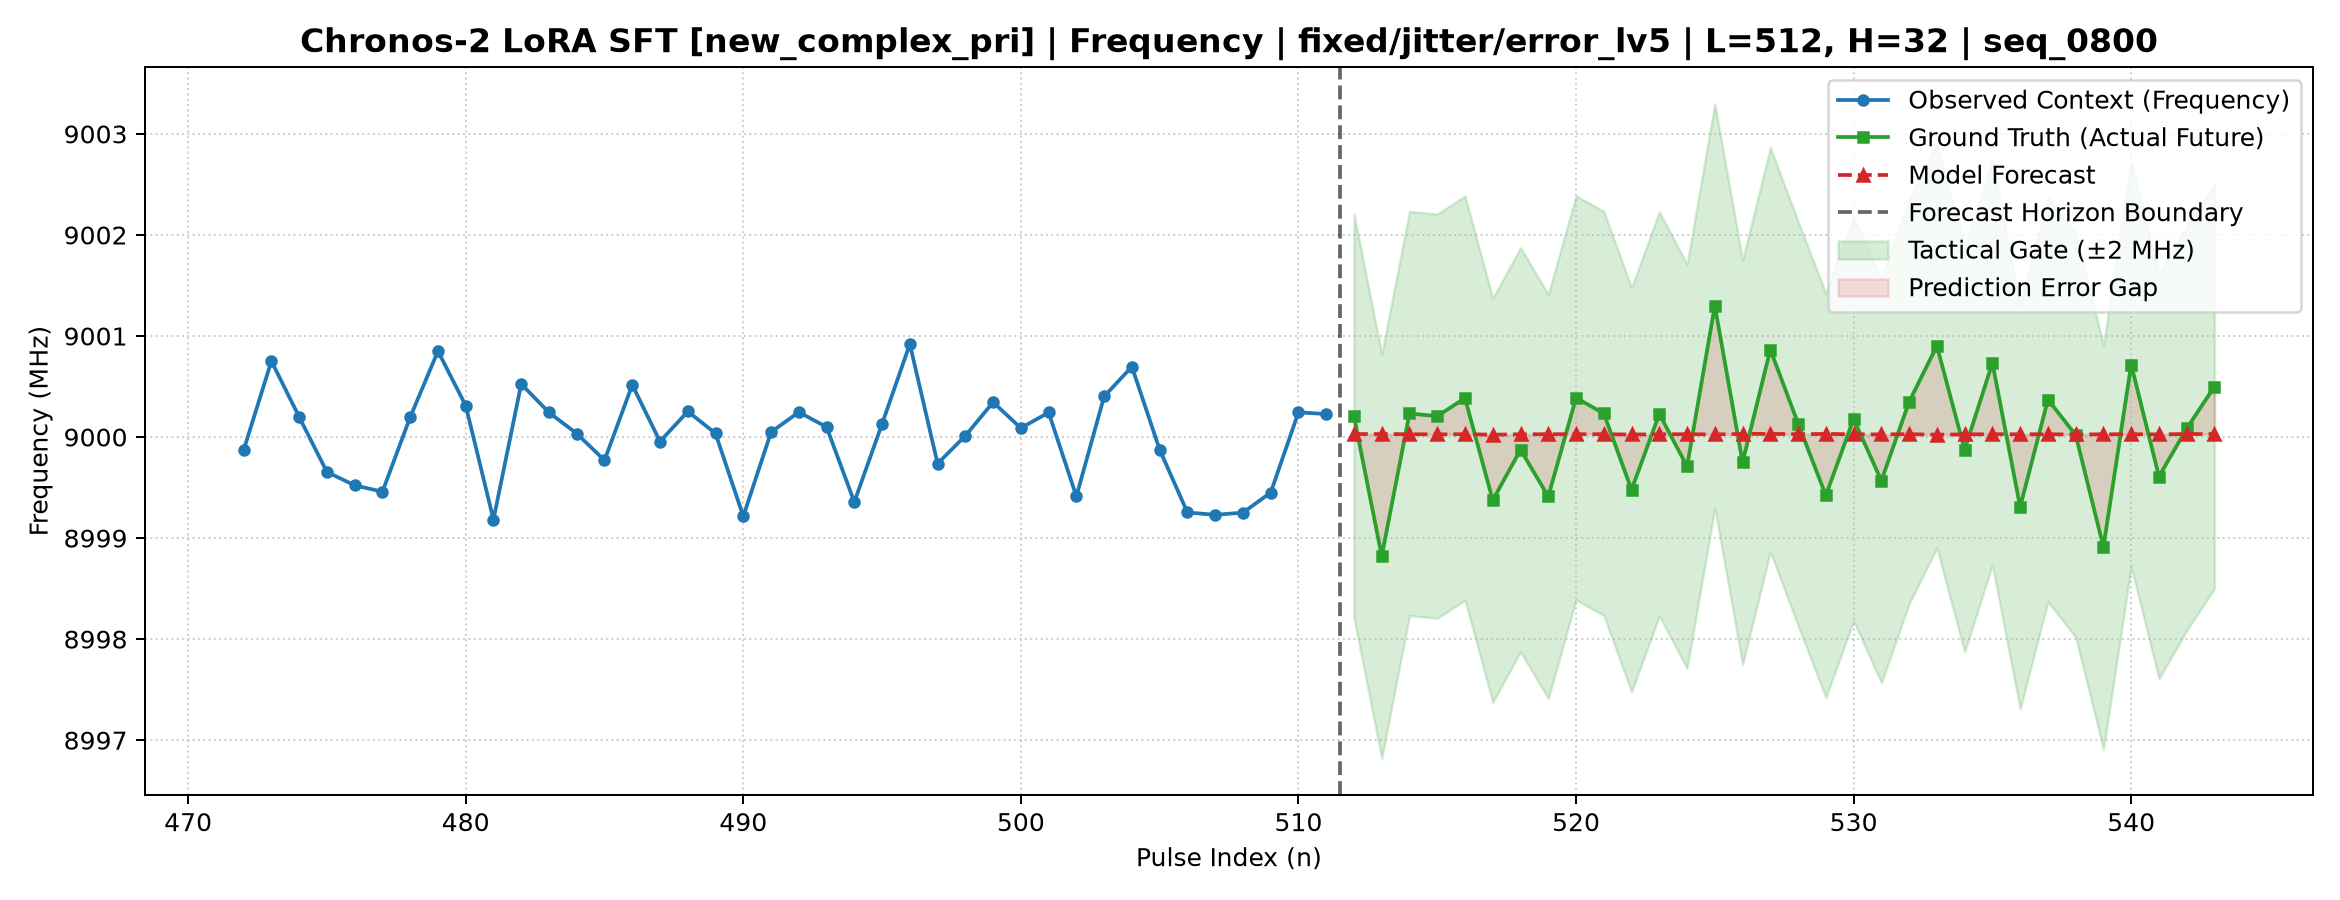 Chronos-2 LoRA SFT [new_complex_pri] | Frequency | fixed/jitter/error_lv5 | L=512, H=32 | seq_0800
Observed Context (Frequency)
Ground Truth (Actual Future)
Model Forecast
Forecast Horizon Boundary
Tactical Gate (±2 MHz)
Prediction Error Gap
Frequency (MHz)
9003
9002
9001
9000
8999
8998
8997
470 480 490 500 510 520 530 540
Pulse Index (n)